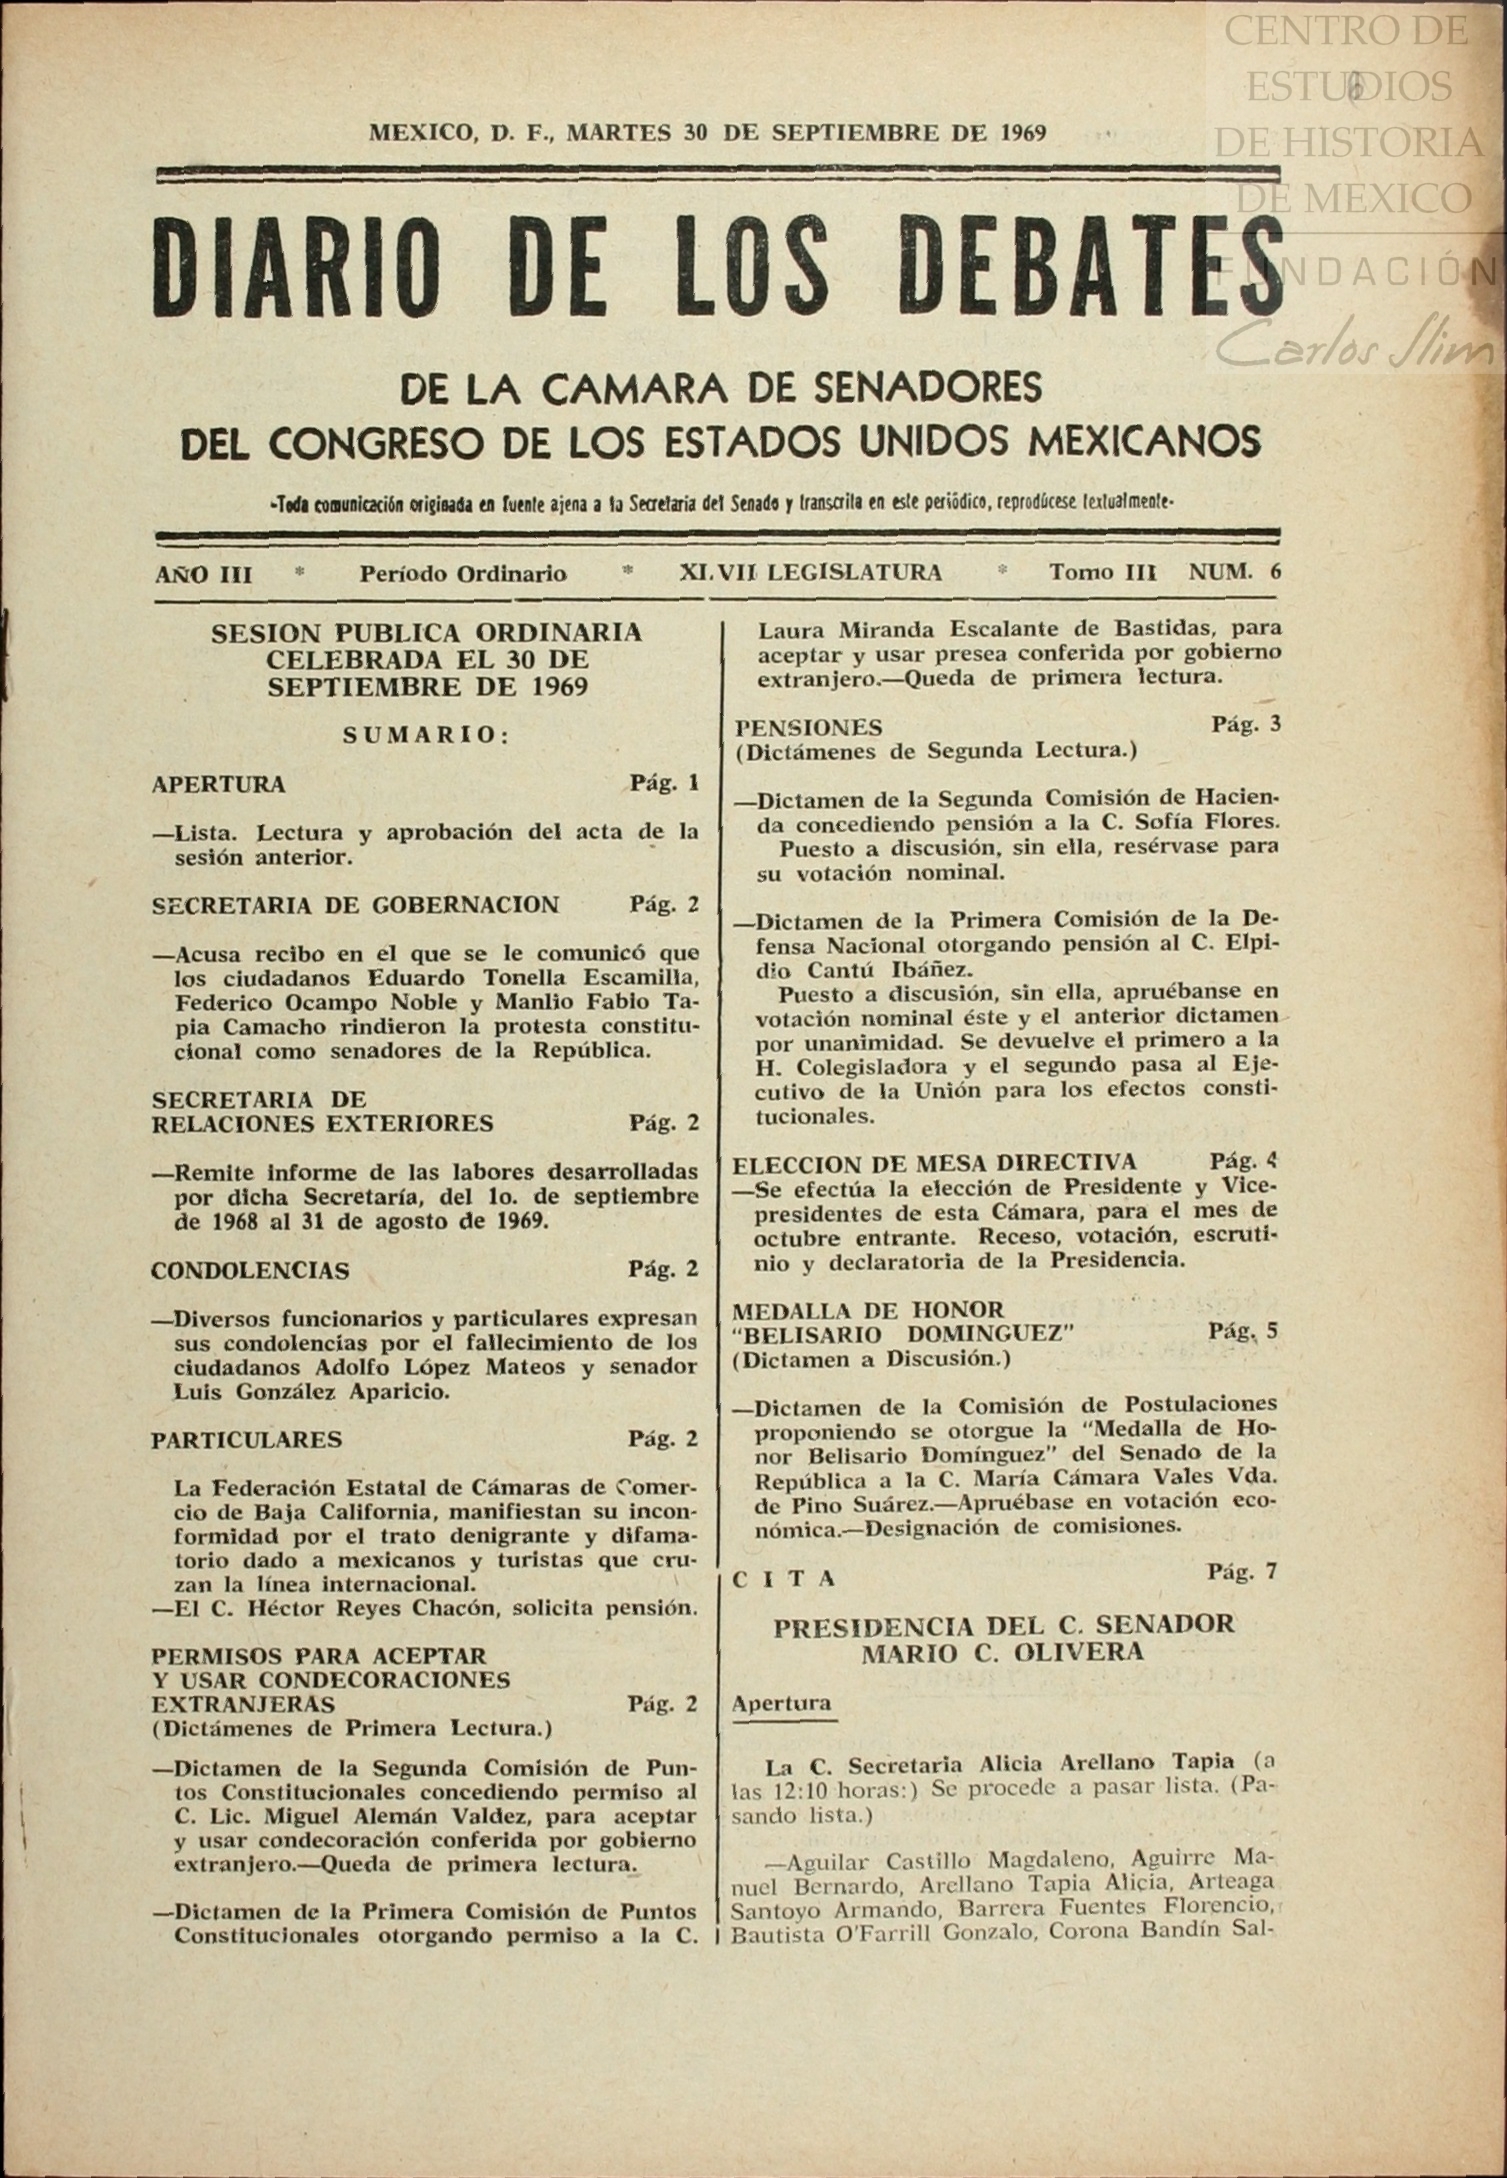 CENTRO DE
ESTUDIOS
DE HISTORIA
DE MEXICO
FUNDACIÓN
Carlos Slim
MEXICO, D. F., MARTES 30 DE SEPTIEMBRE DE 1969
DIARIO DE LOS DEBATES
DE LA CAMARA DE SENADORES
DEL CONGRESO DE LOS ESTADOS UNIDOS MEXICANOS
-Toda comunicación originada en fuente ajena a la Secretaría del Senado y transcrita en este periódico, reprodúcese textualmente-
AÑO III * Período Ordinario * XLVII LEGISLATURA * Tomo III NUM. 6
SESION PUBLICA ORDINARIA
CELEBRADA EL 30 DE
SEPTIEMBRE DE 1969
SUMARIO:
APERTURA Pág. 1
—Lista. Lectura y aprobación del acta de la
sesión anterior.
SECRETARIA DE GOBERNACION Pág. 2
—Acusa recibo en el que se le comunicó que
los ciudadanos Eduardo Tonella Escamilla,
Federico Ocampo Noble y Manlio Fabio Ta-
pia Camacho rindieron la protesta constitu-
cional como senadores de la República.
SECRETARIA DE
RELACIONES EXTERIORES Pág. 2
—Remite informe de las labores desarrolladas
por dicha Secretaría, del 1o. de septiembre
de 1968 al 31 de agosto de 1969.
CONDOLENCIAS Pág. 2
—Diversos funcionarios y particulares expresan
sus condolencias por el fallecimiento de los
ciudadanos Adolfo López Mateos y senador
Luis González Aparicio.
PARTICULARES Pág. 2
La Federación Estatal de Cámaras de Comer-
cio de Baja California, manifiestan su incon-
formidad por el trato denigrante y difama-
torio dado a mexicanos y turistas que cru-
zan la línea internacional.
—El C. Héctor Reyes Chacón, solicita pensión.
PERMISOS PARA ACEPTAR
Y USAR CONDECORACIONES
EXTRANJERAS Pág. 2
(Dictámenes de Primera Lectura.)
—Dictamen de la Segunda Comisión de Pun-
tos Constitucionales concediendo permiso al
C. Lic. Miguel Alemán Valdez, para aceptar
y usar condecoración conferida por gobierno
extranjero.—Queda de primera lectura.
—Dictamen de la Primera Comisión de Puntos
Constitucionales otorgando permiso a la C.
Laura Miranda Escalante de Bastidas, para
aceptar y usar presea conferida por gobierno
extranjero.—Queda de primera lectura.
PENSIONES Pág. 3
(Dictámenes de Segunda Lectura.)
—Dictamen de la Segunda Comisión de Hacien-
da concediendo pensión a la C. Sofía Flores.
Puesto a discusión, sin ella, resérvase para
su votación nominal.
—Dictamen de la Primera Comisión de la De-
fensa Nacional otorgando pensión al C. Elpi-
dio Cantú Ibáñez.
Puesto a discusión, sin ella, apruébanse en
votación nominal éste y el anterior dictamen
por unanimidad. Se devuelve el primero a la
H. Colegisladora y el segundo pasa al Eje-
cutivo de la Unión para los efectos consti-
tucionales.
ELECCION DE MESA DIRECTIVA Pág. 4
—Se efectúa la elección de Presidente y Vice-
presidentes de esta Cámara, para el mes de
octubre entrante. Receso, votación, escruti-
nio y declaratoria de la Presidencia.
MEDALLA DE HONOR
"BELISARIO DOMINGUEZ" Pág. 5
(Dictamen a Discusión.)
—Dictamen de la Comisión de Postulaciones
proponiendo se otorgue la "Medalla de Ho-
nor Belisario Domínguez" del Senado de la
República a la C. María Cámara Vales Vda.
de Pino Suárez.—Apruébase en votación eco-
nómica.—Designación de comisiones.
CITA Pág. 7
PRESIDENCIA DEL C. SENADOR
MARIO C. OLIVERA
Apertura
La C. Secretaria Alicia Arellano Tapia (a
las 12:10 horas:) Se procede a pasar lista. (Pa-
sando lista.)
—Aguilar Castillo Magdaleno, Aguirre Ma-
nuel Bernardo, Arellano Tapia Alicia, Arteaga
Santoyo Armando, Barrera Fuentes Florencio,
Bautista O'Farrill Gonzalo, Corona Bandín Sal-